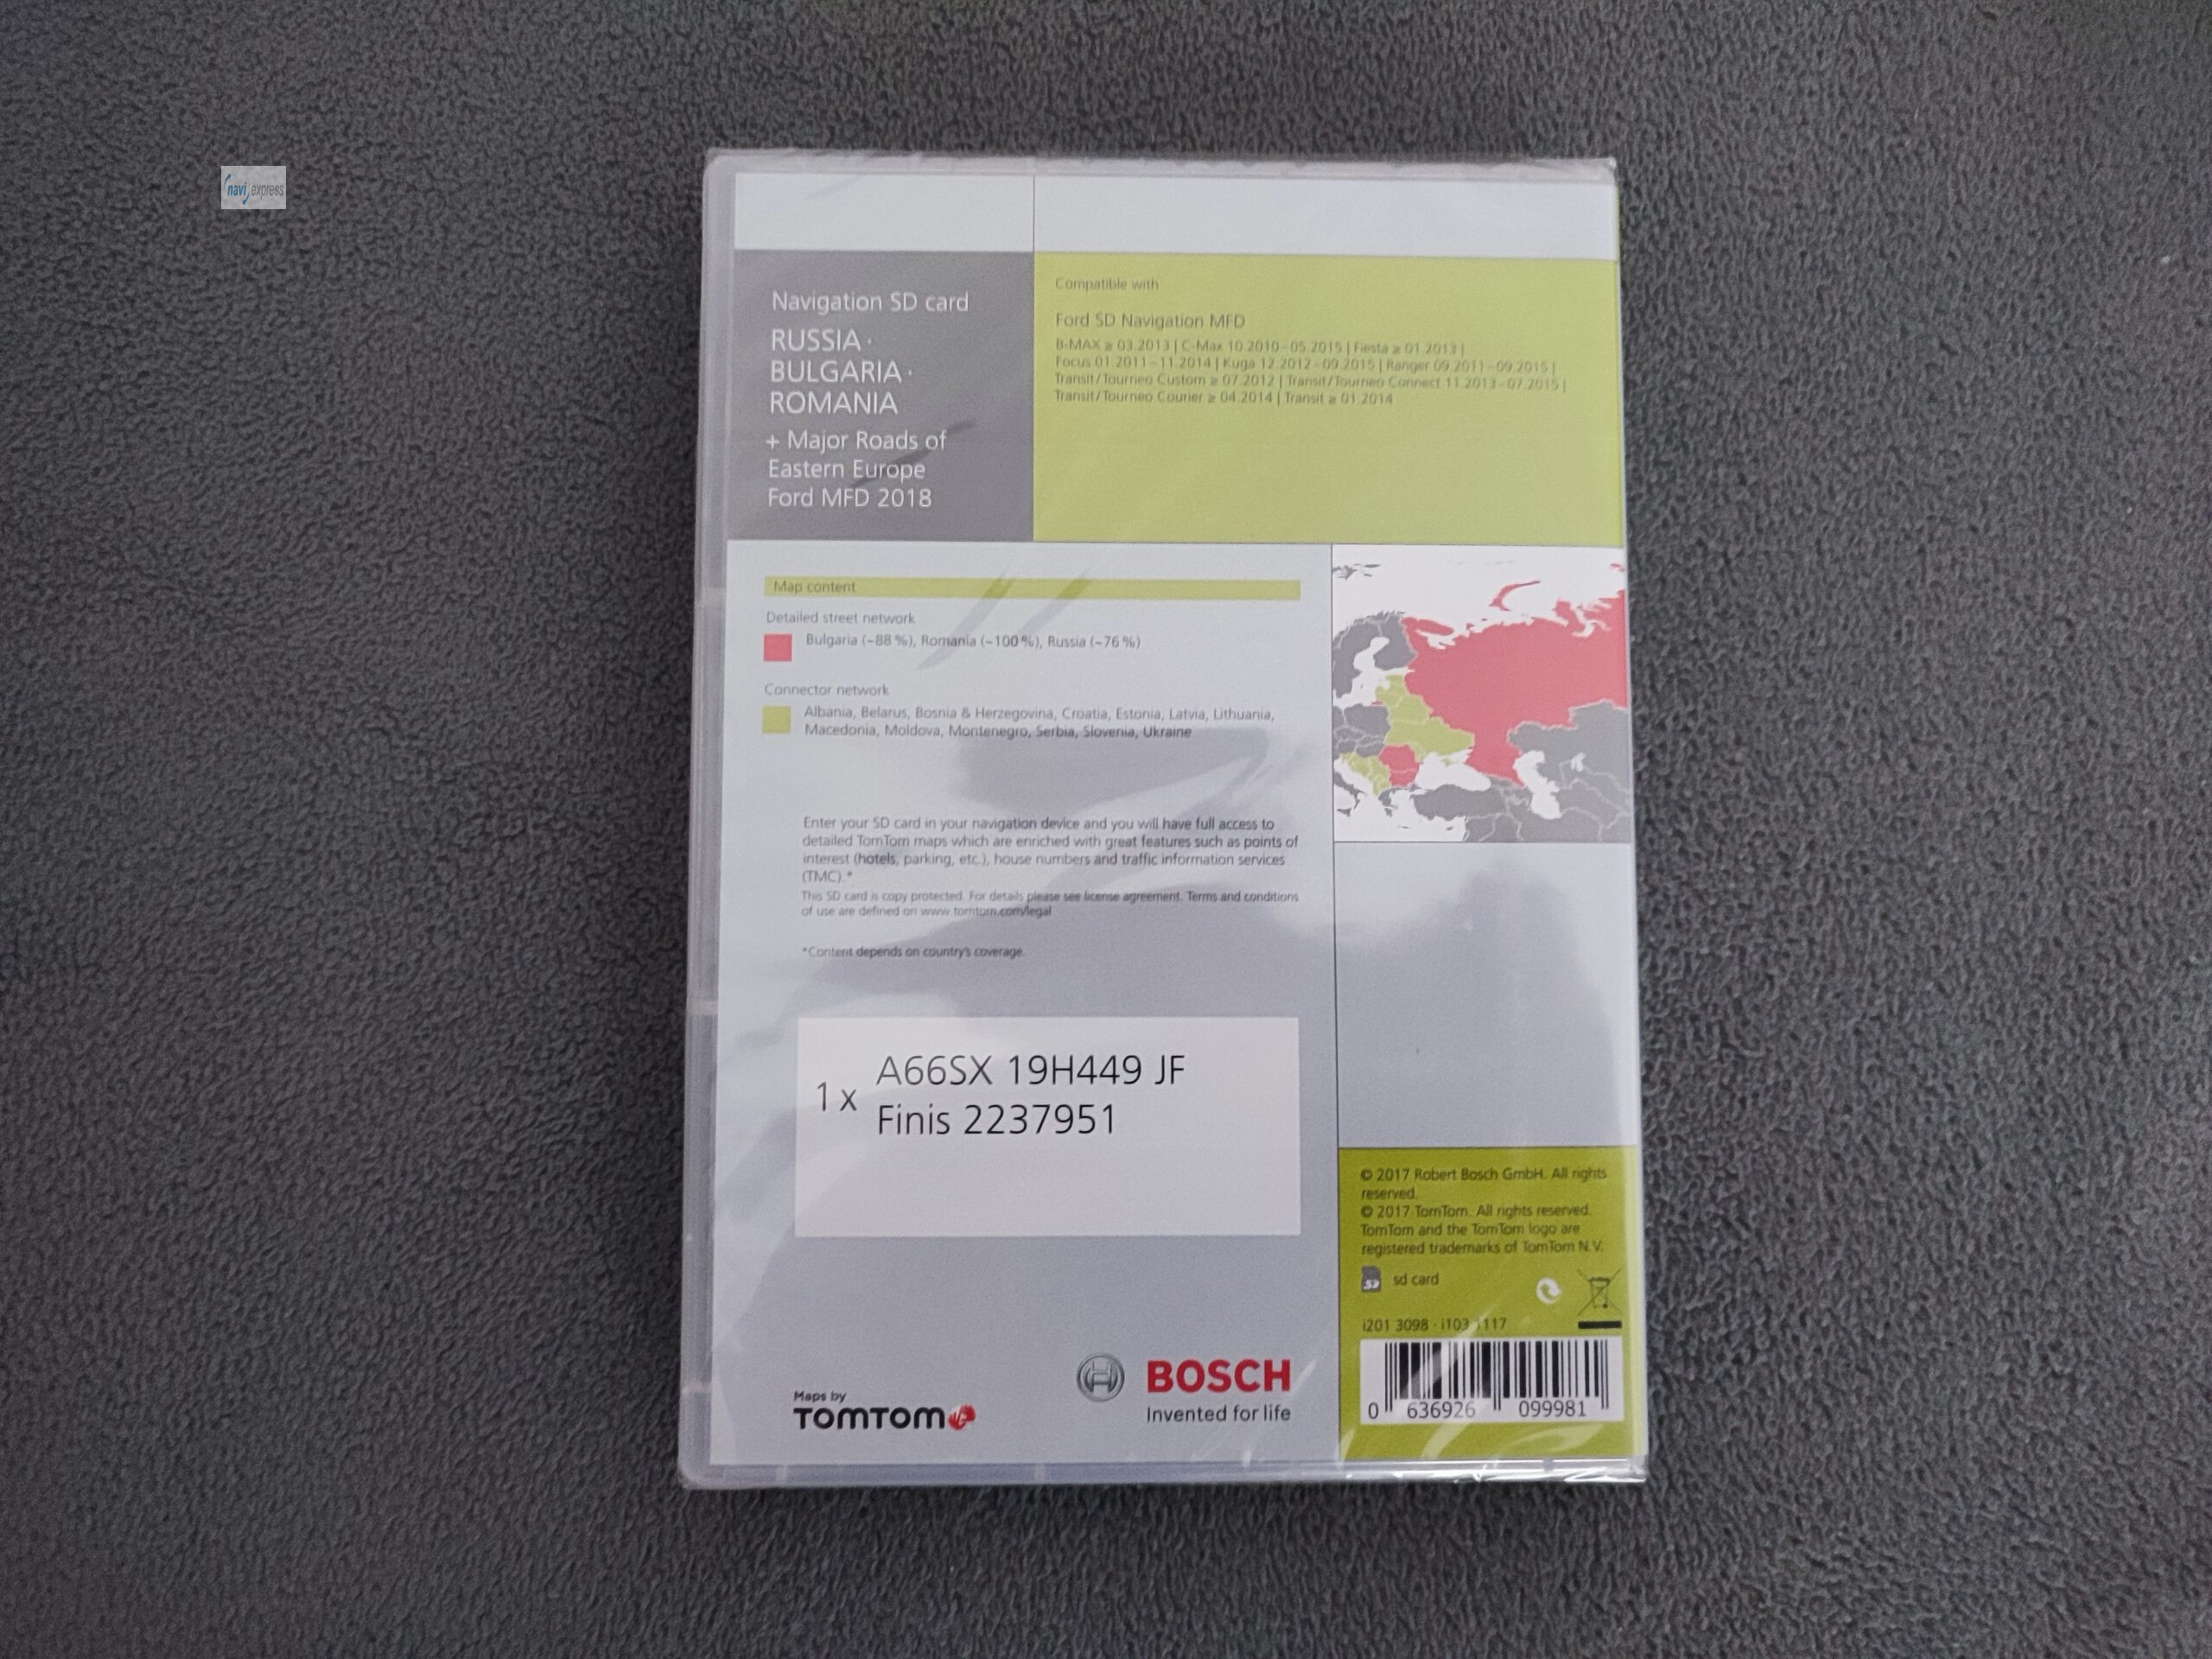 navi express
Navigation SD card
RUSSIA ·
BULGARIA ·
ROMANIA
+ Major Roads of
Eastern Europe
Ford MFD 2018
Compatible with
Ford SD Navigation MFD
B-MAX ≥ 03.2013 | C-Max 10.2010–05.2015 | Fiesta ≥ 01.2013 |
Focus 01.2011–11.2014 | Kuga 12.2012–09.2015 | Ranger 09.2011–09.2015 |
Transit/Tourneo Custom ≥ 07.2012 | Transit/Tourneo Connect 11.2013–07.2015 |
Transit/Tourneo Courier ≥ 04.2014 | Transit ≥ 01.2014
Map content
Detailed street network
Bulgaria (~88 %), Romania (~100 %), Russia (~76 %)
Connector network
Albania, Belarus, Bosnia & Herzegovina, Croatia, Estonia, Latvia, Lithuania,
Macedonia, Moldova, Montenegro, Serbia, Slovenia, Ukraine
Enter your SD card in your navigation device and you will have full access to
detailed TomTom maps which are enriched with great features such as points of
interest (hotels, parking, etc.), house numbers and traffic information services
(TMC).*
This SD card is copy protected. For details please see license agreement. Terms and conditions
of use are defined on www.tomtom.com/legal
*Content depends on country's coverage.
1 x
A66SX 19H449 JF
Finis 2237951
Maps by
TOMTOM
BOSCH
Invented for life
© 2017 Robert Bosch GmbH. All rights
reserved.
© 2017 TomTom. All rights reserved.
TomTom and the TomTom logo are
registered trademarks of TomTom N.V.
SD sd card
i201 3098 · i103 1117
0 636926 099981